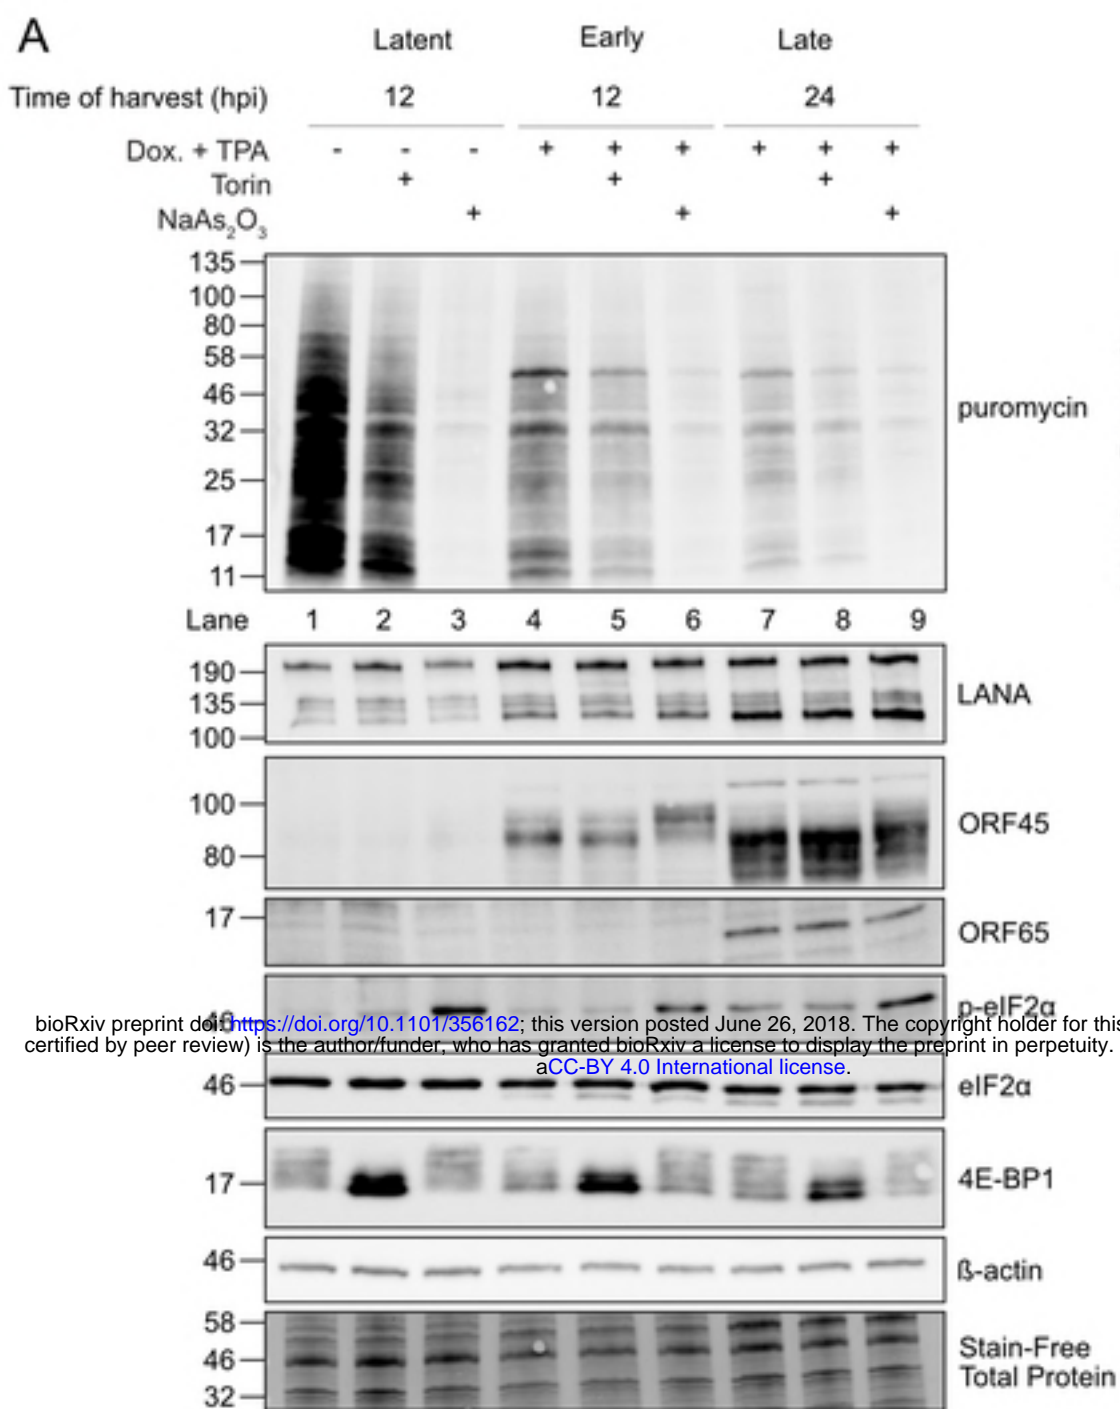 A
Latent Early Late
Time of harvest (hpi) 12 12 24
Dox. + TPA - - - + + + + + +
Torin + + +
NaAs₂O₃ + + +
135
100
80
58
46
32
25
17
11
puromycin
Lane 1 2 3 4 5 6 7 8 9
190
135
100
LANA
100
80
ORF45
17
ORF65
46
p-eIF2α
bioRxiv preprint doi: https://doi.org/10.1101/356162; this version posted June 26, 2018. The copyright holder for this
certified by peer review) is the author/funder, who has granted bioRxiv a license to display the preprint in perpetuity.
aCC-BY 4.0 International license.
46
eIF2α
17
4E-BP1
46
ß-actin
58
46
32
Stain-Free
Total Protein